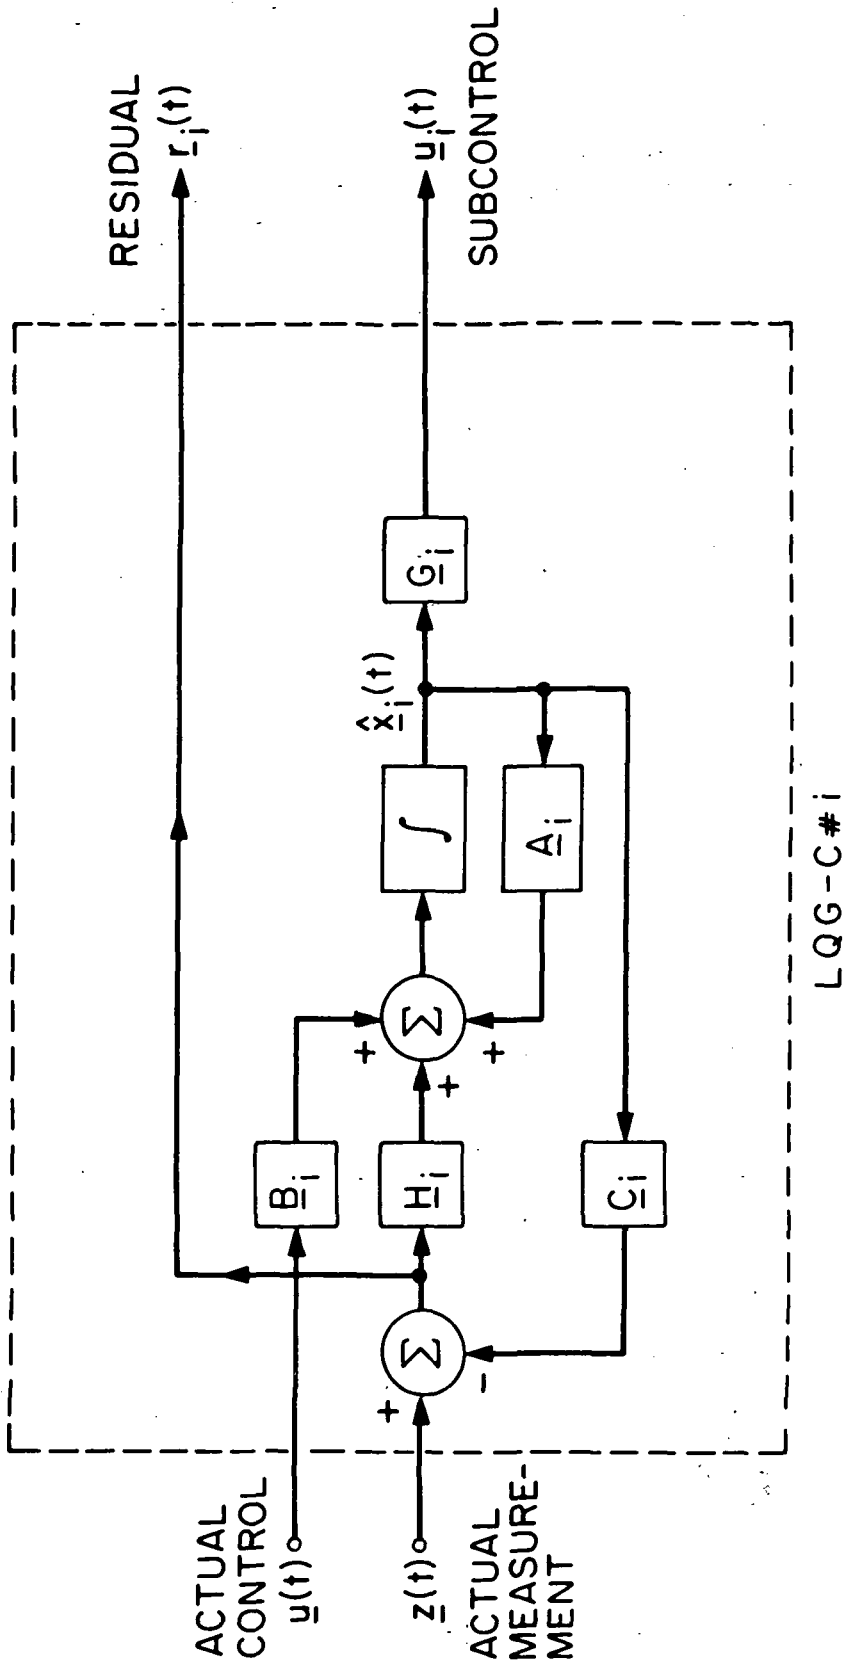 RESIDUAL
r_i(t)
ACTUAL
CONTROL
u(t)
B_i
+
+
Σ
H_i
+
Σ
+
∫
x̂_i(t)
G_i
u_i(t)
SUBCONTROL
z(t)
ACTUAL
MEASURE-
MENT
-
+
A_i
C_i
LQG-C#i